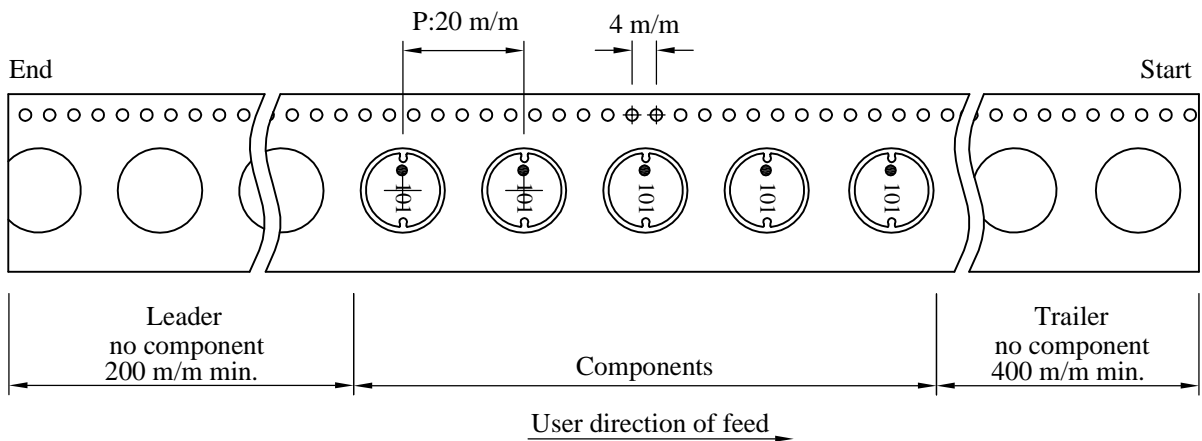 P:20 m/m
4 m/m
End
Start
101
101
101
101
101
Leader
no component
200 m/m min.
Components
Trailer
no component
400 m/m min.
User direction of feed